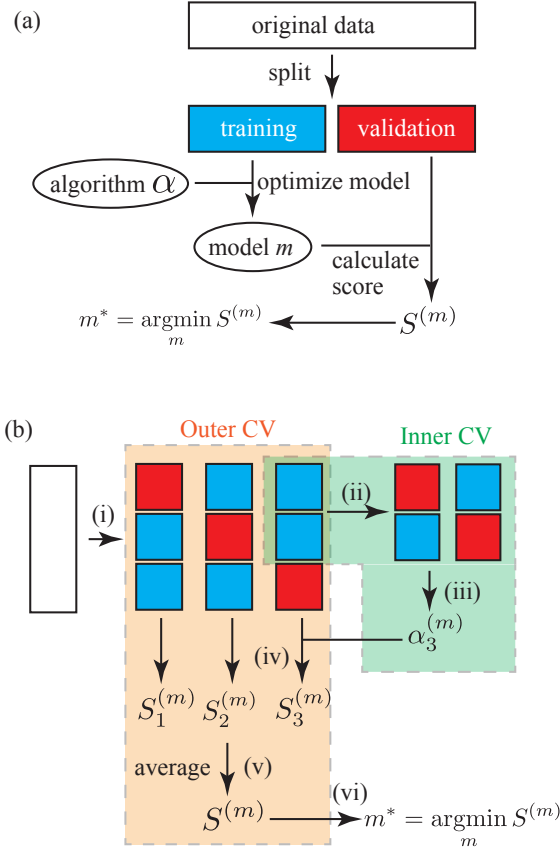 (a)
original data
split
training validation
algorithm α
optimize model
model m
calculate
score
m* = argmin S^(m)
m
S^(m)
(b)
Outer CV
Inner CV
(i)
(ii)
(iii)
α_3^(m)
(iv)
S_1^(m) S_2^(m) S_3^(m)
average
(v)
(vi)
S^(m)
m* = argmin S^(m)
m